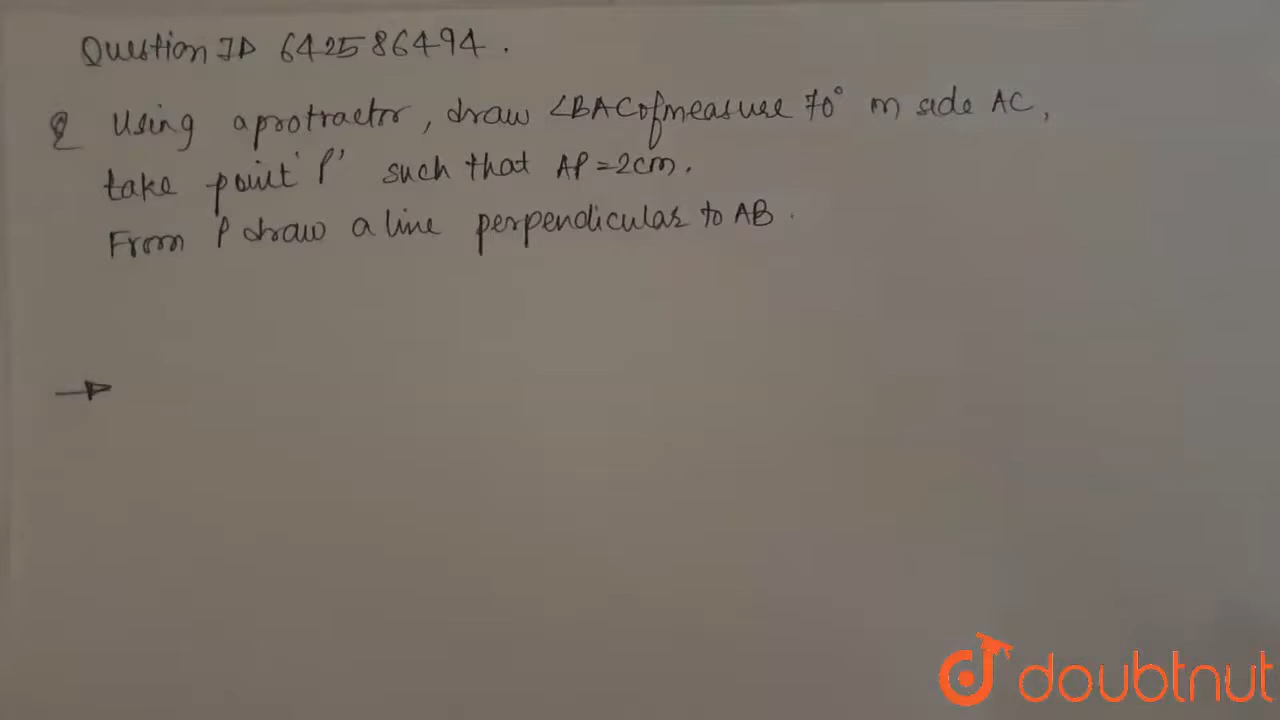 Question ID 642586494.
Q Using a protractor, draw ∠BAC of measure 70° on side AC,
take point 'P' such that AP = 2cm.
From P draw a line perpendicular to AB.
doubtnut